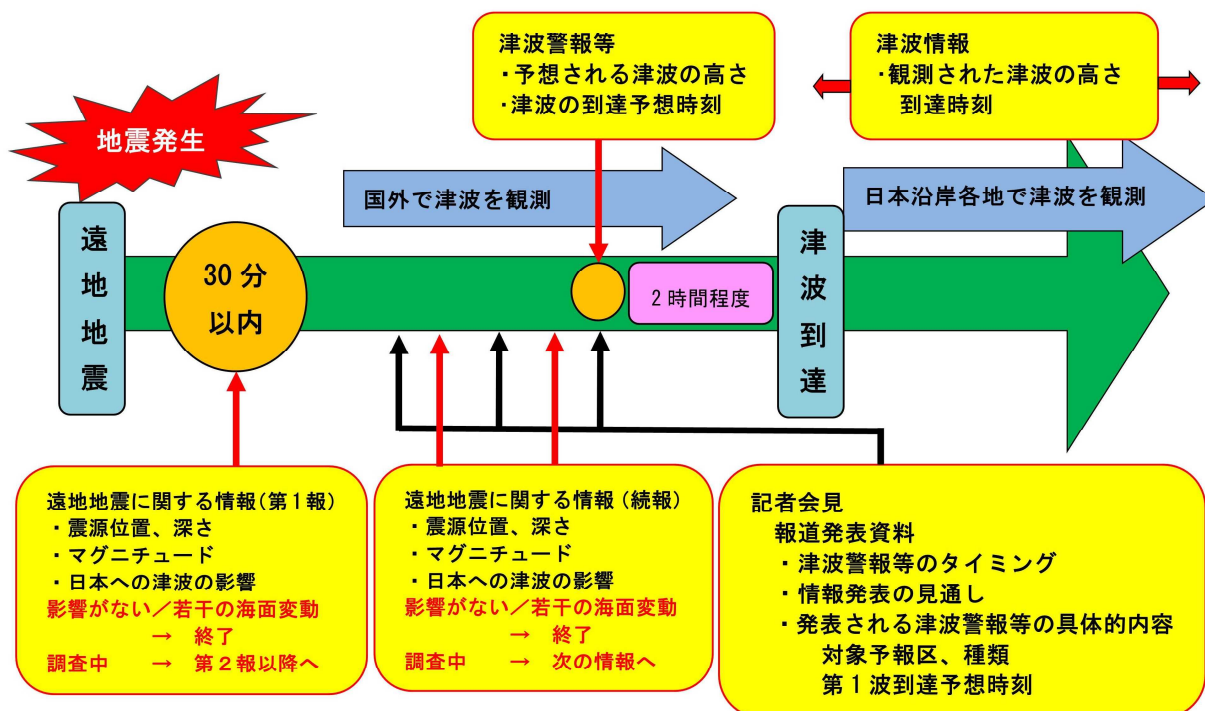 津波警報等
・予想される津波の高さ
・津波の到達予想時刻
津波情報
・観測された津波の高さ
到達時刻
地震発生
国外で津波を観測
日本沿岸各地で津波を観測
遠地地震
30分
以内
2時間程度
津波到達
遠地地震に関する情報(第1報)
・震源位置、深さ
・マグニチュード
・日本への津波の影響
影響がない/若干の海面変動
→ 終了
調査中 → 第2報以降へ
遠地地震に関する情報(続報)
・震源位置、深さ
・マグニチュード
・日本への津波の影響
影響がない/若干の海面変動
→ 終了
調査中 → 次の情報へ
記者会見
報道発表資料
・津波警報等のタイミング
・情報発表の見通し
・発表される津波警報等の具体的内容
対象予報区、種類
第1波到達予想時刻